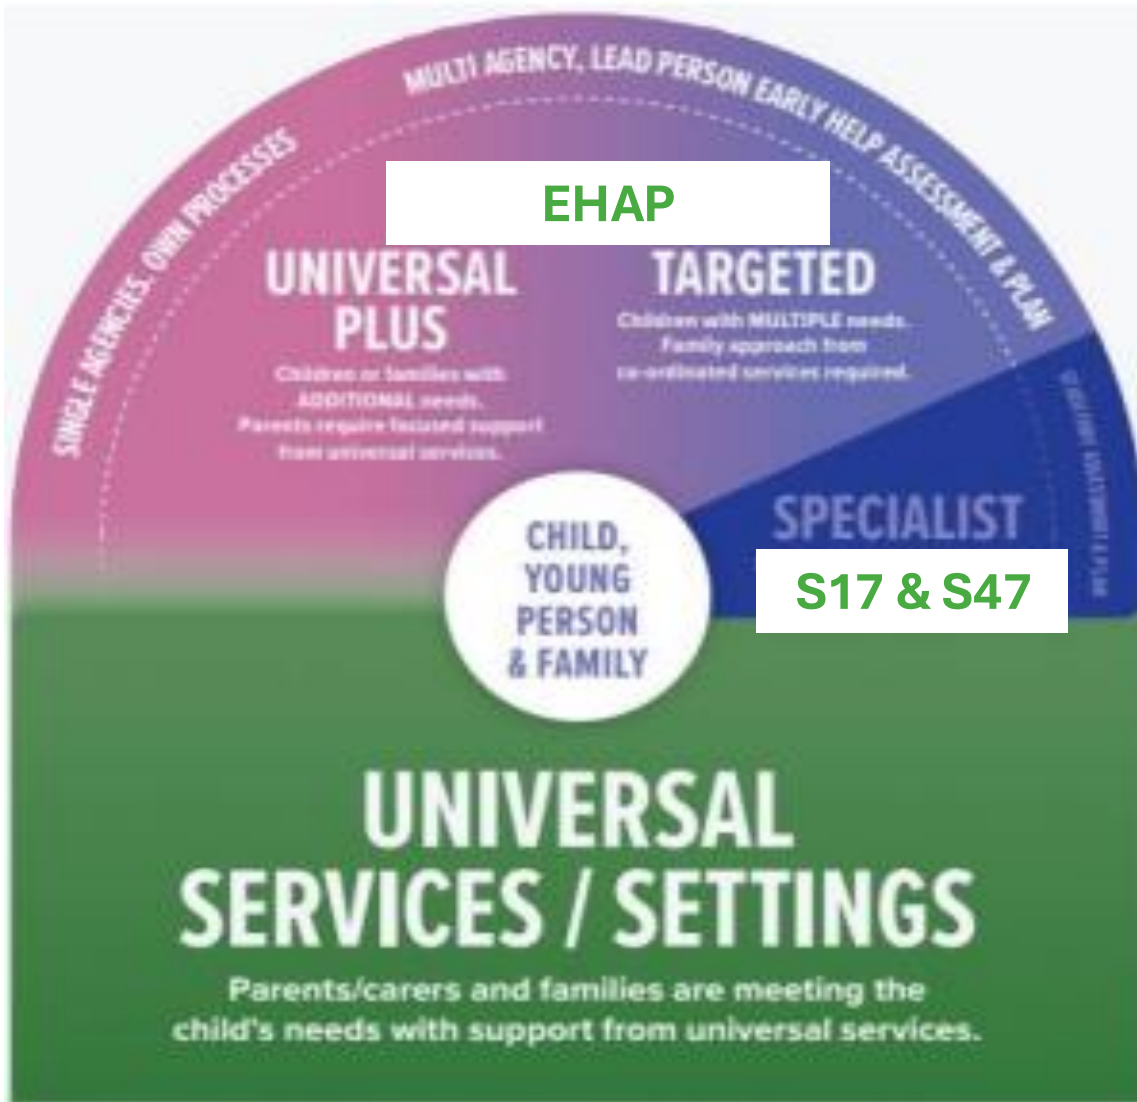 SINGLE AGENCIES. OWN PROCESSES
MULTI AGENCY, LEAD PERSON EARLY HELP ASSESSMENT & PLAN
EHAP
UNIVERSAL
PLUS
Children or families with
ADDITIONAL needs.
Parents require focused support
from universal services.
TARGETED
Children with MULTIPLE needs.
Family approach from
co-ordinated services required.
SPECIALIST
S17 & S47
CHILD,
YOUNG
PERSON
& FAMILY
UNIVERSAL
SERVICES / SETTINGS
Parents/carers and families are meeting the
child's needs with support from universal services.